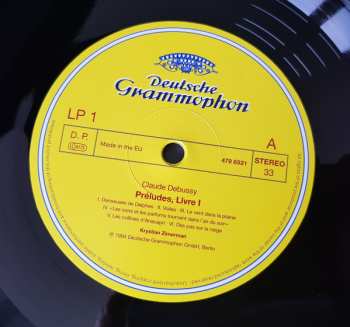 Deutsche
Grammophon
LP 1
A
D. P.
Made in the EU
479 6921
STEREO
33
Claude Debussy
Préludes, Livre I
I. Danseuses de Delphes · II. Voiles · III. Le vent dans la plaine
IV. «Les sons et les parfums tournent dans l'air du soir»
V. Les collines d'Anacapri · VI. Des pas sur la neige
Krystian Zimerman
℗ 1994 Deutsche Grammophon GmbH, Berlin